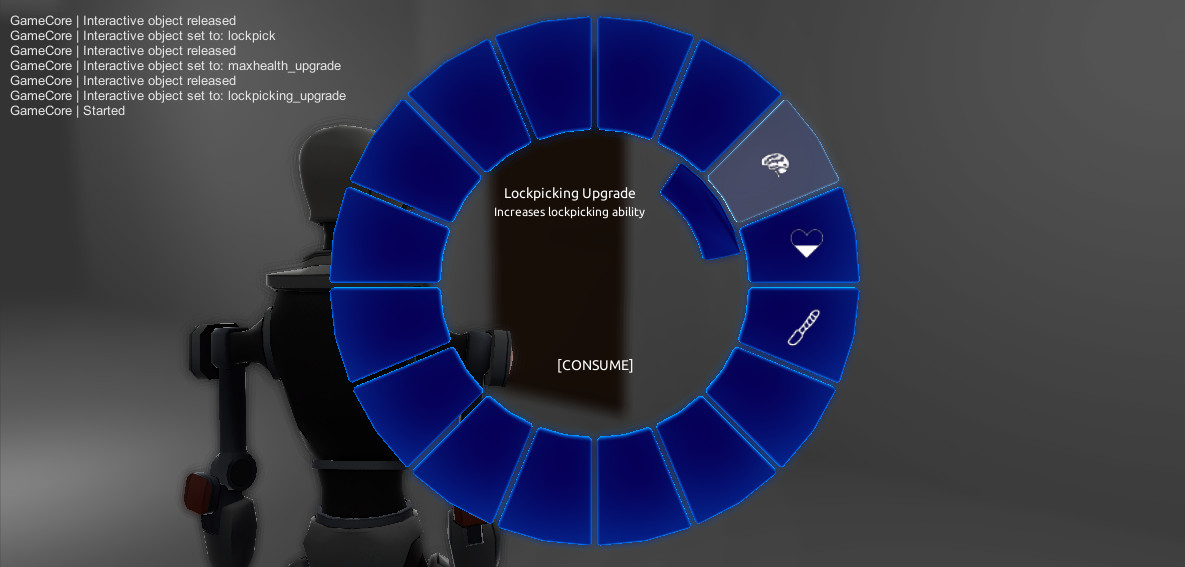 GameCore | Interactive object released
GameCore | Interactive object set to: lockpick
GameCore | Interactive object released
GameCore | Interactive object set to: maxhealth_upgrade
GameCore | Interactive object released
GameCore | Interactive object set to: lockpicking_upgrade
GameCore | Started
Lockpicking Upgrade
Increases lockpicking ability
[CONSUME]